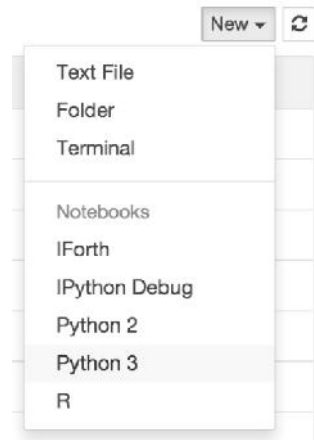 New
Text File
Folder
Terminal
Notebooks
IForth
IPython Debug
Python 2
Python 3
R